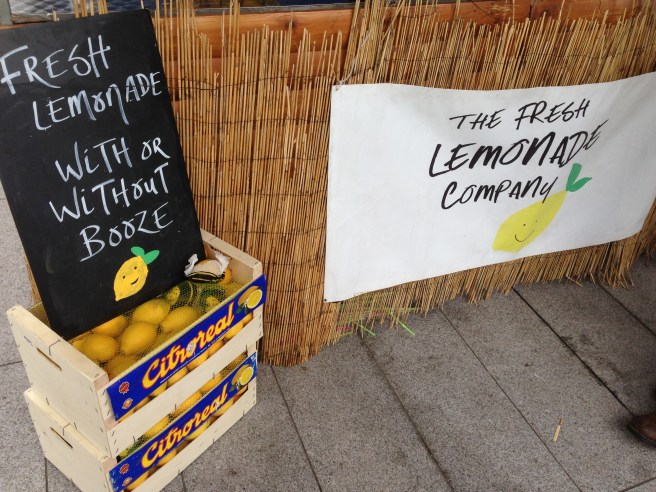 FRESH
LEMONADE
WITH OR
WITHOUT
BOOZE
THE FRESH
LEMONADE
COMPANY
Citroreal
Citroreal